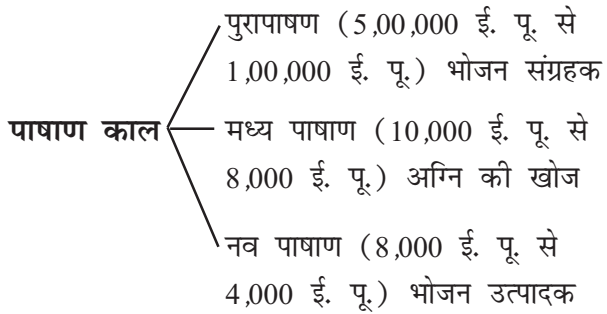 पुरापाषण (5,00,000 ई. पू. से
1,00,000 ई. पू.) भोजन संग्रहक
पाषाण काल
मध्य पाषाण (10,000 ई. पू. से
8,000 ई. पू.) अग्नि की खोज
नव पाषाण (8,000 ई. पू. से
4,000 ई. पू.) भोजन उत्पादक